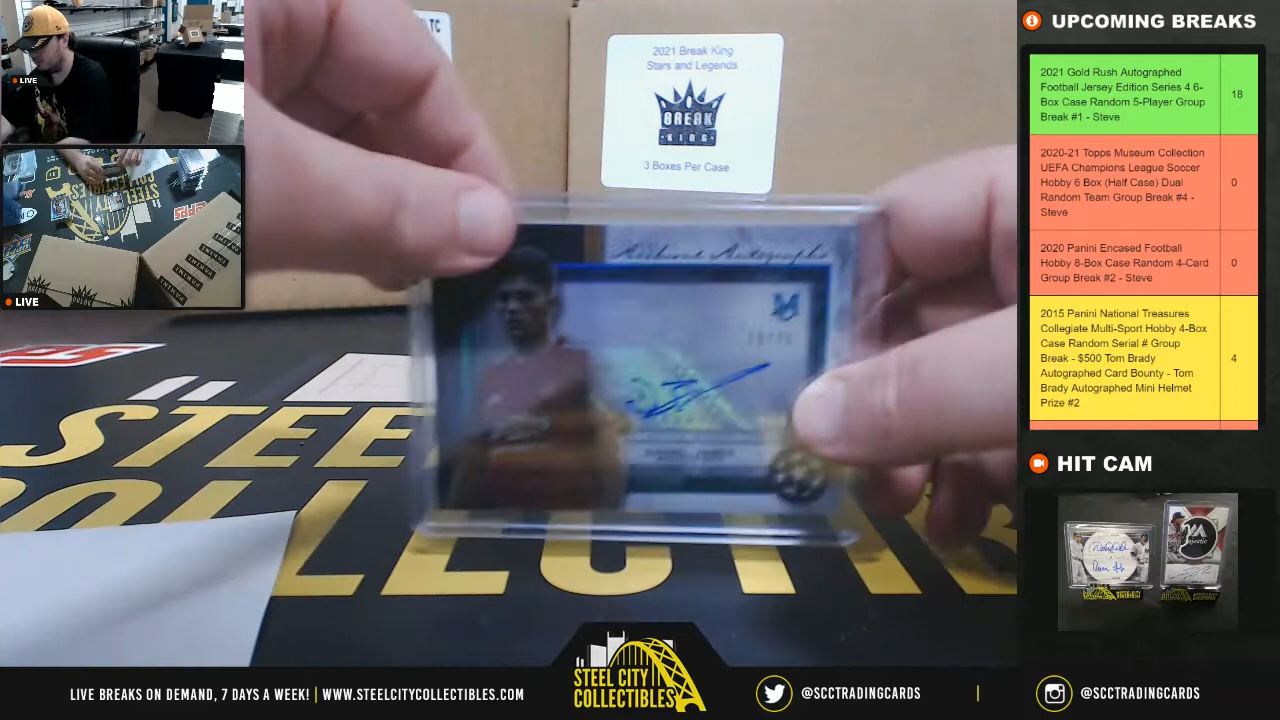 LIVE
LIVE
LTC
2021 Break King
Stars and Legends
BREAK
KING
3 Boxes Per Case
Archival Autographs
STEEL
COLLECTIB
UPCOMING BREAKS
2021 Gold Rush Autographed
Football Jersey Edition Series 4 6-
Box Case Random 5-Player Group
Break #1 - Steve
18
2020-21 Topps Museum Collection
UEFA Champions League Soccer
Hobby 6 Box (Half Case) Dual
Random Team Group Break #4 -
Steve
0
2020 Panini Encased Football
Hobby 8-Box Case Random 4-Card
Group Break #2 - Steve
0
2015 Panini National Treasures
Collegiate Multi-Sport Hobby 4-Box
Case Random Serial # Group
Break - $500 Tom Brady
Autographed Card Bounty - Tom
Brady Autographed Mini Helmet
Prize #2
4
HIT CAM
Majestic
LIVE BREAKS ON DEMAND, 7 DAYS A WEEK! | WWW.STEELCITYCOLLECTIBLES.COM
STEEL CITY
COLLECTIBLES
@SCCTRADINGCARDS
@SCCTRADINGCARDS